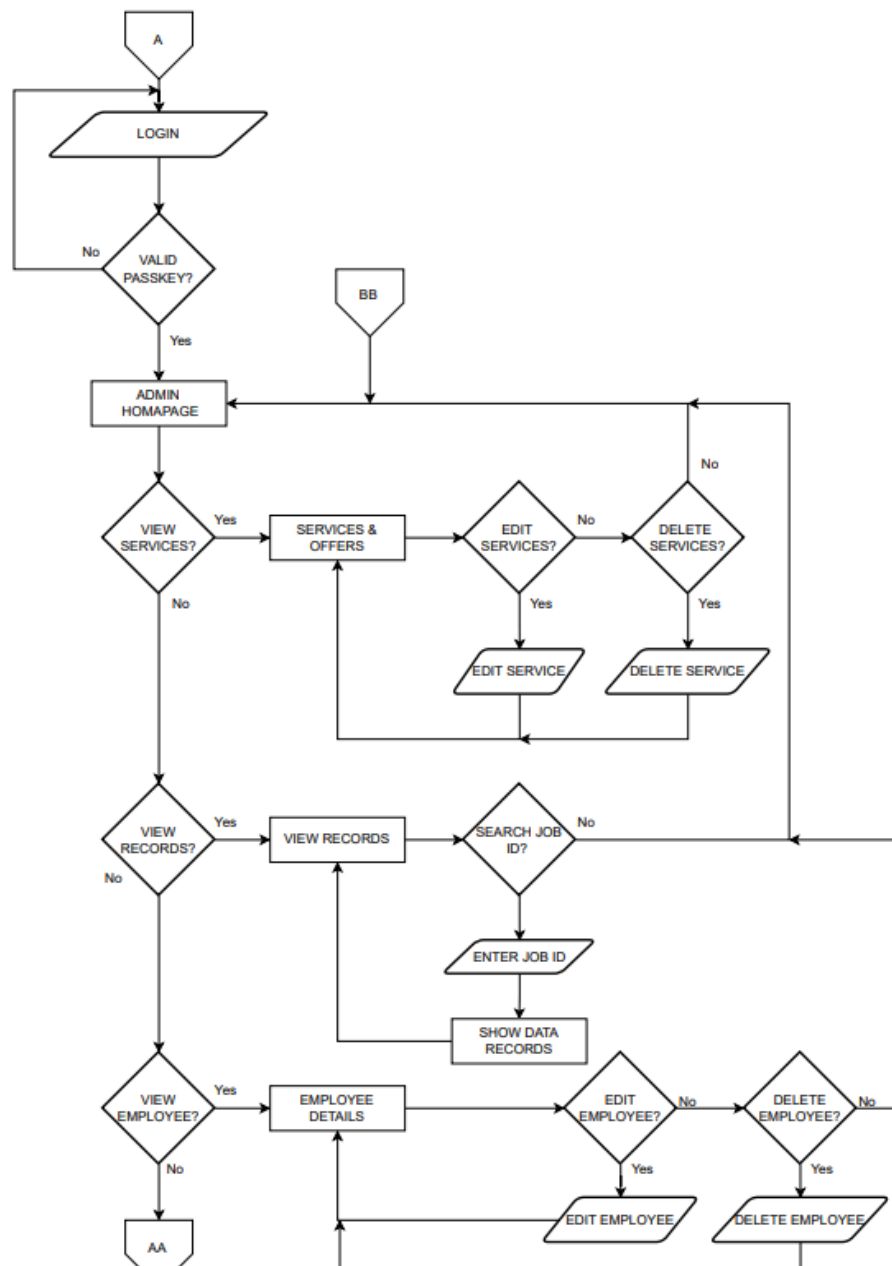 A
LOGIN
No
VALID
PASSKEY?
BB
Yes
ADMIN
HOMAPAGE
No
VIEW
SERVICES?
Yes
SERVICES &
OFFERS
EDIT
SERVICES?
No
DELETE
SERVICES?
No
Yes
Yes
EDIT SERVICE
DELETE SERVICE
VIEW
RECORDS?
Yes
VIEW RECORDS
SEARCH JOB
ID?
No
No
ENTER JOB ID
SHOW DATA
RECORDS
VIEW
EMPLOYEE?
Yes
EMPLOYEE
DETAILS
EDIT
EMPLOYEE?
No
DELETE
EMPLOYEE?
No
No
Yes
Yes
EDIT EMPLOYEE
DELETE EMPLOYEE
AA